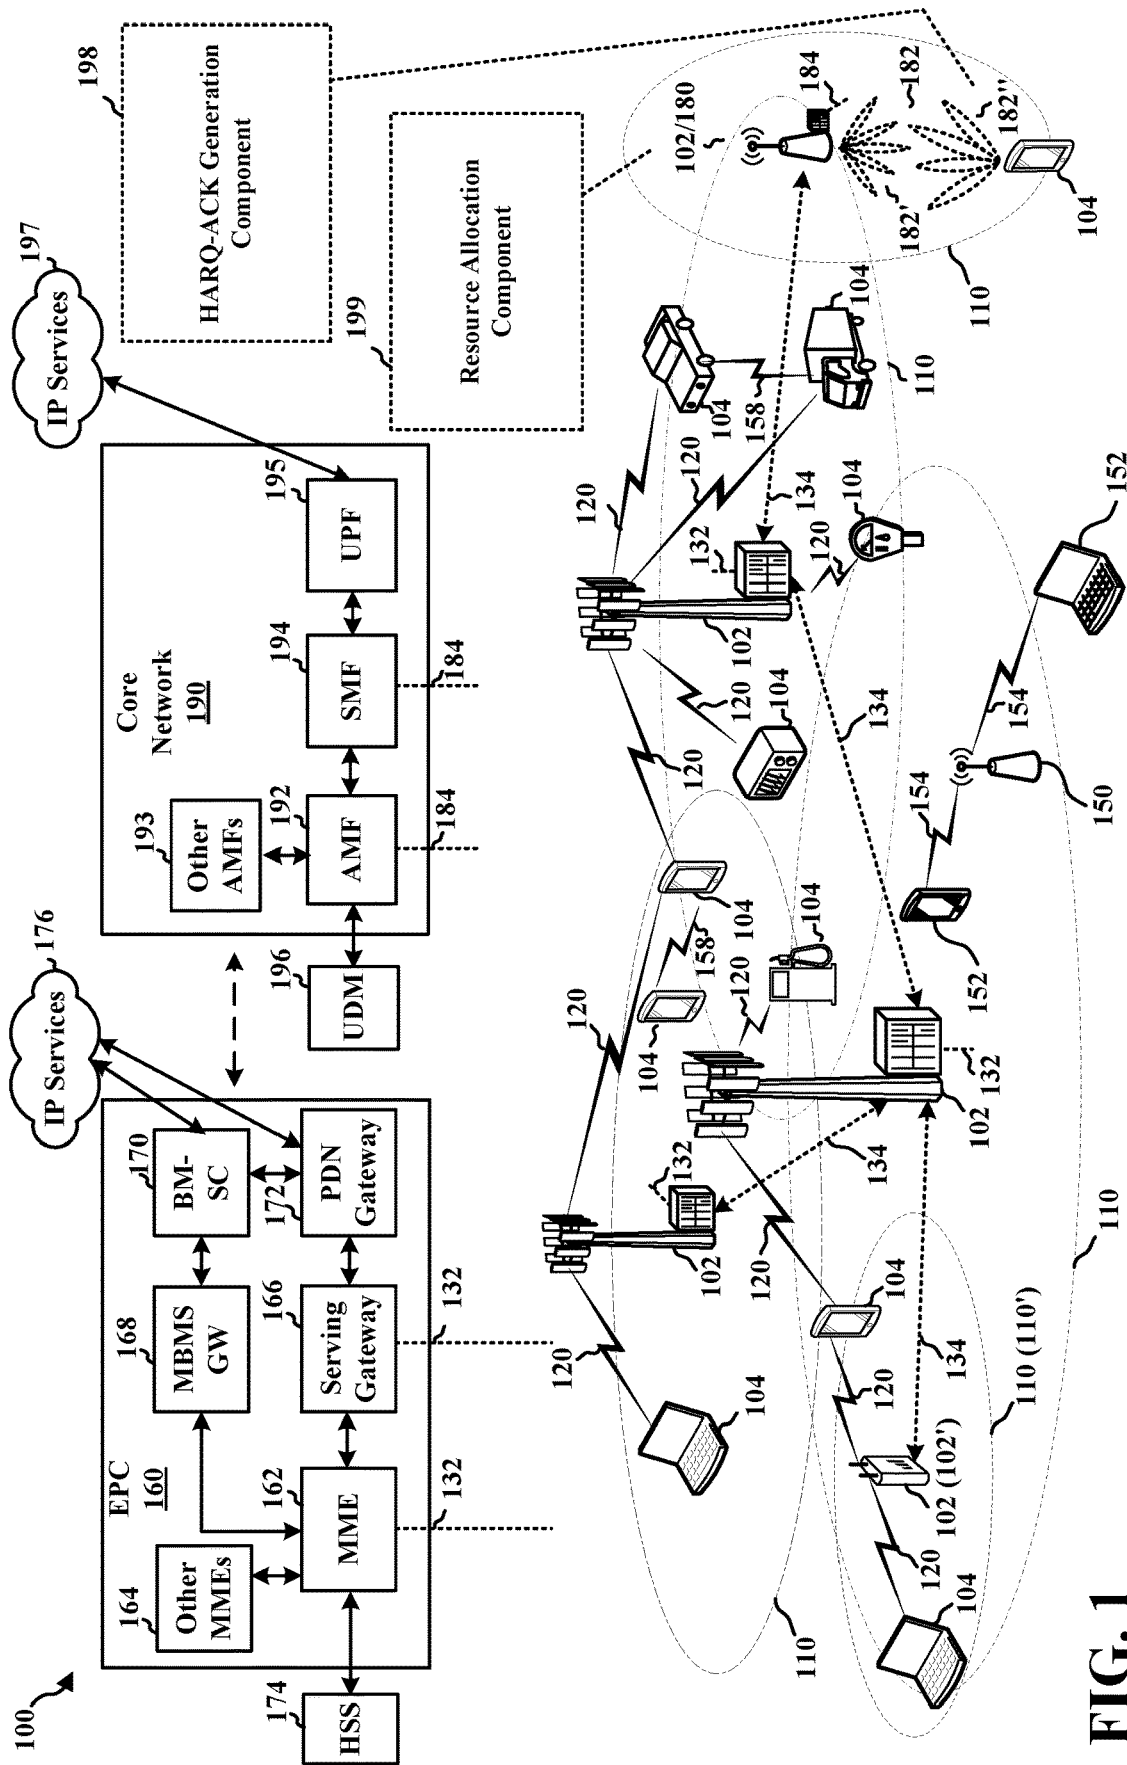 100
EPC
160
Other
MMEs
164
MME
162
HSS
174
MBMS
GW
168
Serving
Gateway
166
BM-
SC
170
PDN
Gateway
172
IP Services
176
132
132
Core
Network
190
Other
AMFs
193
AMF
192
SMF
194
UPF
195
UDM
196
IP Services
197
184
184
HARQ-ACK Generation
Component
198
Resource Allocation
Component
199
120
120
120
120
104
102
132
134
104
104
158
120
120
104
120
104
102
132
134
104
158
104
110
102/180
184
182
182'
182''
104
110
120
104
120
104
102
132
134
110
120
104
102 (102')
120
104
134
110 (110')
110
152
154
150
154
152
FIG. 1